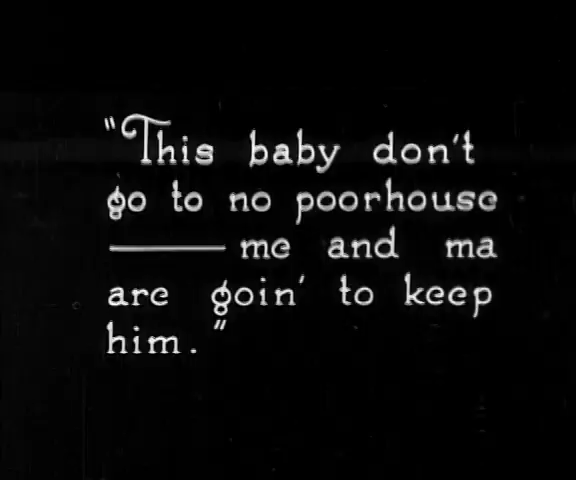 "This baby don't
go to no poorhouse
—— me and ma
are goin' to keep
him."